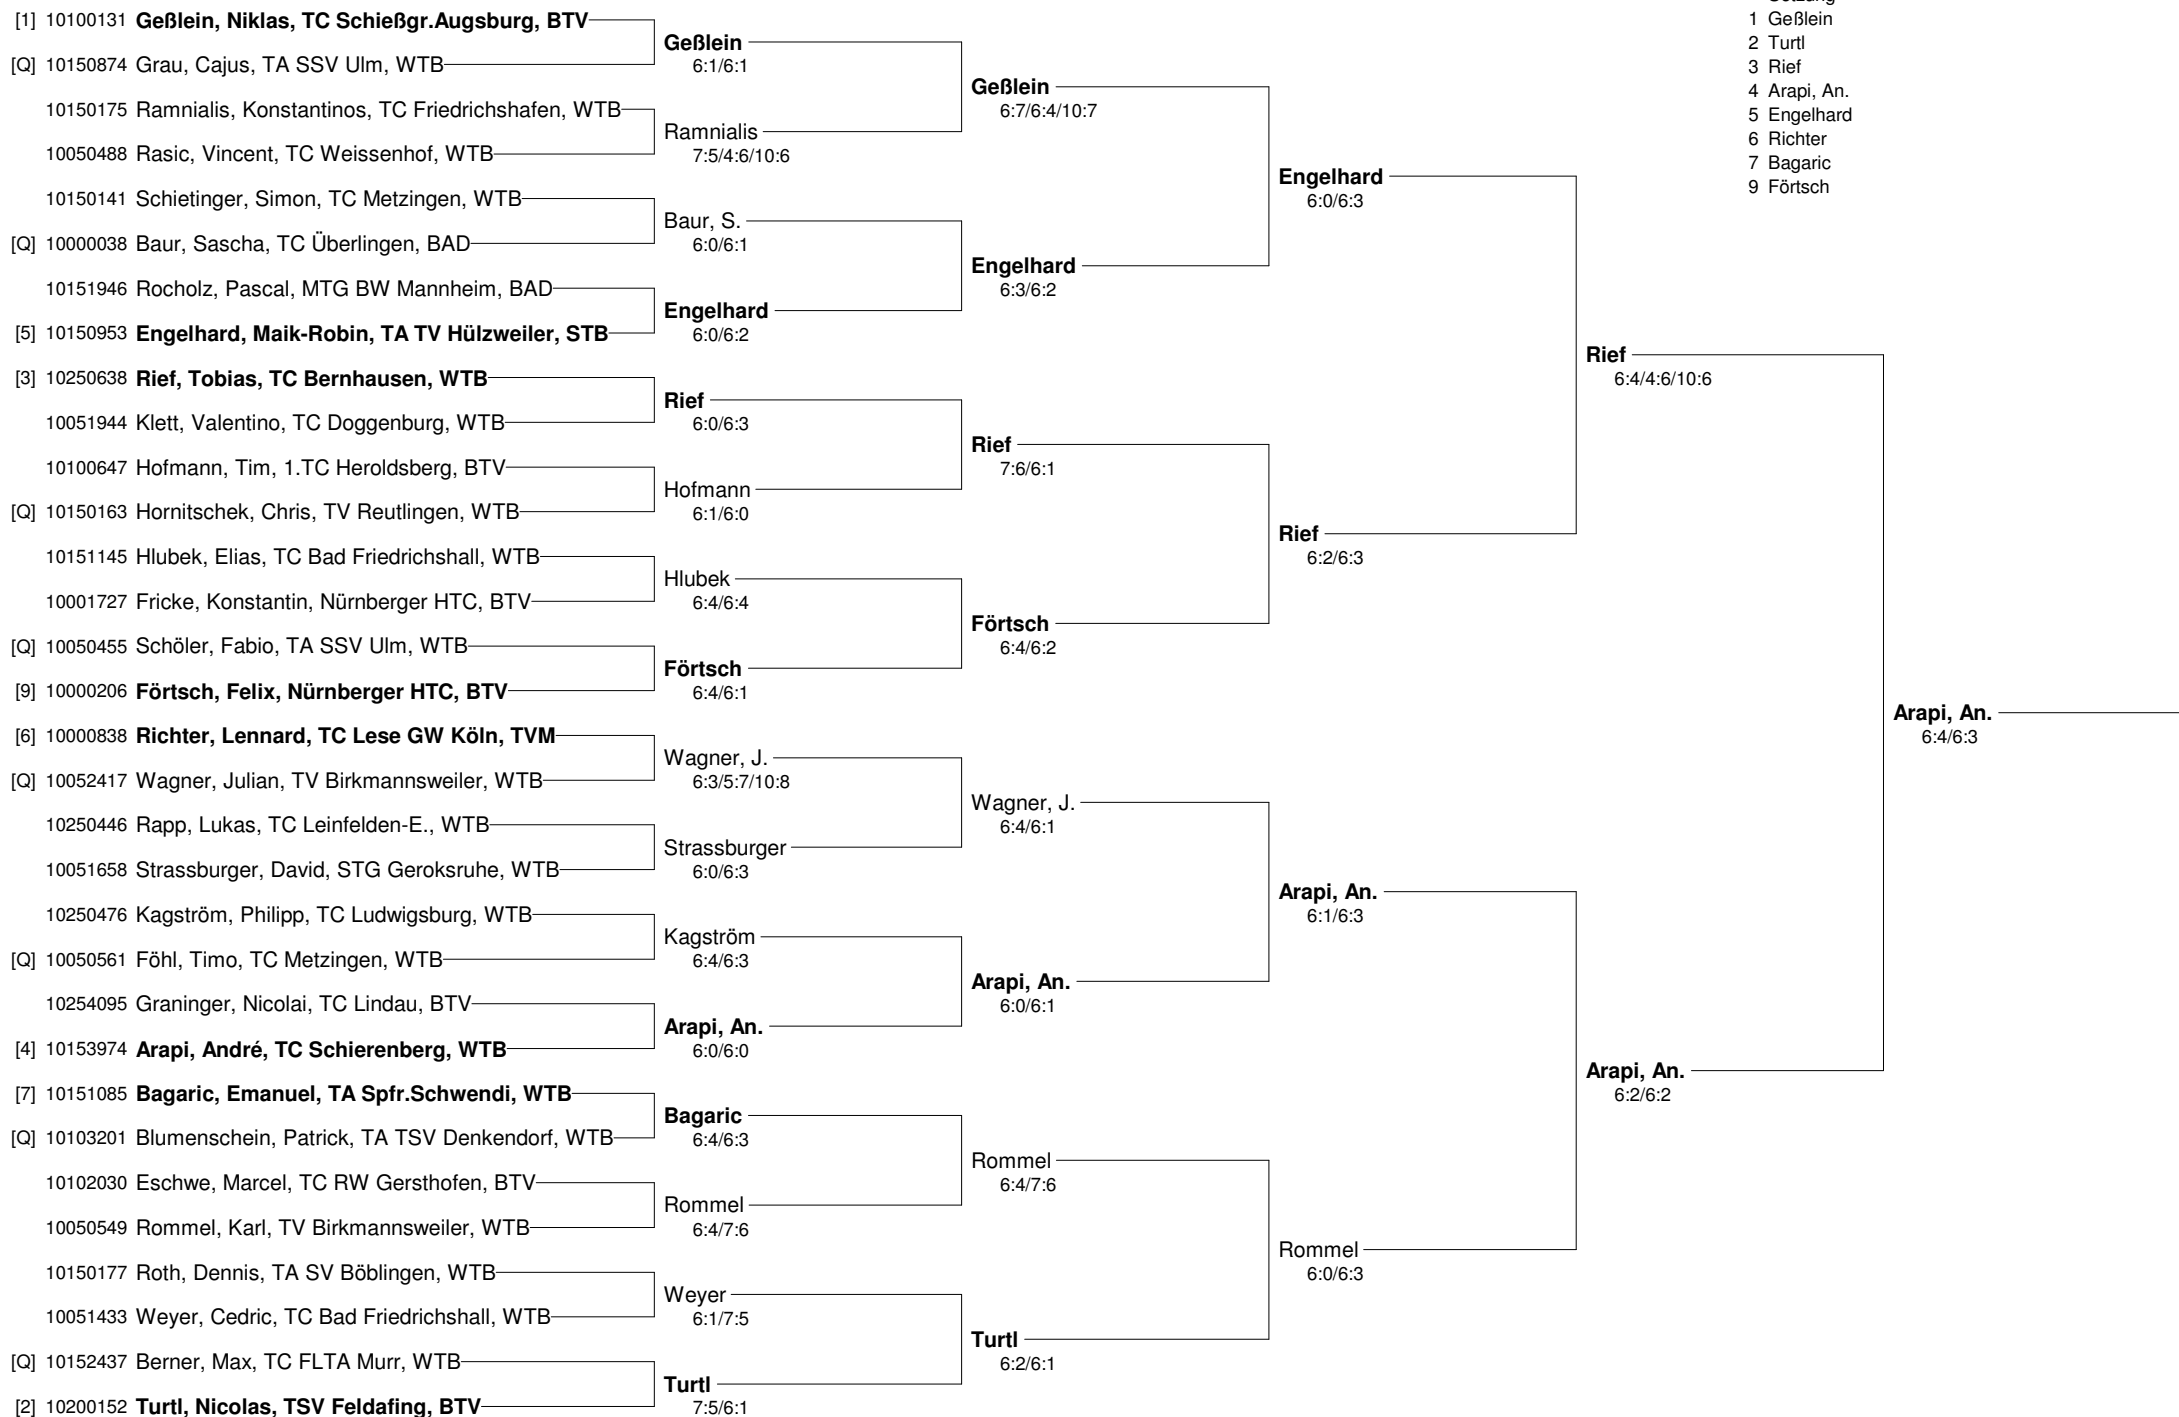 Setzung
1 Geßlein
2 Turtl
3 Rief
4 Arapi, An.
5 Engelhard
6 Richter
7 Bagaric
9 Förtsch
[1] 10100131 Geßlein, Niklas, TC Schießgr.Augsburg, BTV
[Q] 10150874 Grau, Cajus, TA SSV Ulm, WTB
10150175 Ramnialis, Konstantinos, TC Friedrichshafen, WTB
10050488 Rasic, Vincent, TC Weissenhof, WTB
10150141 Schietinger, Simon, TC Metzingen, WTB
[Q] 10000038 Baur, Sascha, TC Überlingen, BAD
10151946 Rocholz, Pascal, MTG BW Mannheim, BAD
[5] 10150953 Engelhard, Maik-Robin, TA TV Hülzweiler, STB
[3] 10250638 Rief, Tobias, TC Bernhausen, WTB
10051944 Klett, Valentino, TC Doggenburg, WTB
10100647 Hofmann, Tim, 1.TC Heroldsberg, BTV
[Q] 10150163 Hornitschek, Chris, TV Reutlingen, WTB
10151145 Hlubek, Elias, TC Bad Friedrichshall, WTB
10001727 Fricke, Konstantin, Nürnberger HTC, BTV
[Q] 10050455 Schöler, Fabio, TA SSV Ulm, WTB
[9] 10000206 Förtsch, Felix, Nürnberger HTC, BTV
[6] 10000838 Richter, Lennard, TC Lese GW Köln, TVM
[Q] 10052417 Wagner, Julian, TV Birkmannsweiler, WTB
10250446 Rapp, Lukas, TC Leinfelden-E., WTB
10051658 Strassburger, David, STG Geroksruhe, WTB
10250476 Kagström, Philipp, TC Ludwigsburg, WTB
[Q] 10050561 Föhl, Timo, TC Metzingen, WTB
10254095 Graninger, Nicolai, TC Lindau, BTV
[4] 10153974 Arapi, André, TC Schierenberg, WTB
[7] 10151085 Bagaric, Emanuel, TA Spfr.Schwendi, WTB
[Q] 10103201 Blumenschein, Patrick, TA TSV Denkendorf, WTB
10102030 Eschwe, Marcel, TC RW Gersthofen, BTV
10050549 Rommel, Karl, TV Birkmannsweiler, WTB
10150177 Roth, Dennis, TA SV Böblingen, WTB
10051433 Weyer, Cedric, TC Bad Friedrichshall, WTB
[Q] 10152437 Berner, Max, TC FLTA Murr, WTB
[2] 10200152 Turtl, Nicolas, TSV Feldafing, BTV
Geßlein
6:1/6:1
Ramnialis
7:5/4:6/10:6
Baur, S.
6:0/6:1
Engelhard
6:0/6:2
Rief
6:0/6:3
Hofmann
6:1/6:0
Hlubek
6:4/6:4
Förtsch
6:4/6:1
Wagner, J.
6:3/5:7/10:8
Strassburger
6:0/6:3
Kagström
6:4/6:3
Arapi, An.
6:0/6:0
Bagaric
6:4/6:3
Rommel
6:4/7:6
Weyer
6:1/7:5
Turtl
7:5/6:1
Geßlein
6:7/6:4/10:7
Engelhard
6:3/6:2
Rief
7:6/6:1
Förtsch
6:4/6:2
Wagner, J.
6:4/6:1
Arapi, An.
6:0/6:1
Rommel
6:4/7:6
Turtl
6:2/6:1
Engelhard
6:0/6:3
Rief
6:2/6:3
Arapi, An.
6:1/6:3
Rommel
6:0/6:3
Rief
6:4/4:6/10:6
Arapi, An.
6:2/6:2
Arapi, An.
6:4/6:3